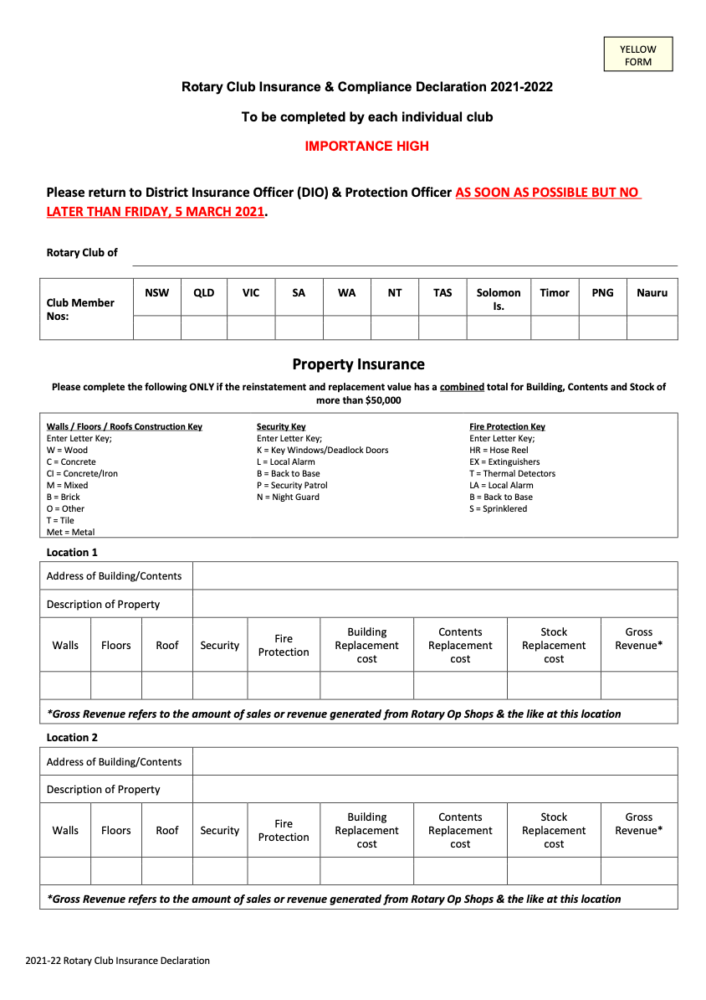 YELLOW
FORM
Rotary Club Insurance & Compliance Declaration 2021-2022
To be completed by each individual club
IMPORTANCE HIGH
Please return to District Insurance Officer (DIO) & Protection Officer AS SOON AS POSSIBLE BUT NO
LATER THAN FRIDAY, 5 MARCH 2021.
Rotary Club of
Club Member
Nos:
NSW QLD VIC SA WA NT TAS Solomon Is. Timor PNG Nauru
Property Insurance
Please complete the following ONLY if the reinstatement and replacement value has a combined total for Building, Contents and Stock of
more than $50,000
Walls / Floors / Roofs Construction Key
Enter Letter Key;
W = Wood
C = Concrete
CI = Concrete/Iron
M = Mixed
B = Brick
O = Other
T = Tile
Met = Metal
Security Key
Enter Letter Key;
K = Key Windows/Deadlock Doors
L = Local Alarm
B = Back to Base
P = Security Patrol
N = Night Guard
Fire Protection Key
Enter Letter Key;
HR = Hose Reel
EX = Extinguishers
T = Thermal Detectors
LA = Local Alarm
B = Back to Base
S = Sprinklered
Location 1
Address of Building/Contents
Description of Property
Walls
Floors
Roof
Security
Fire
Protection
Building
Replacement
cost
Contents
Replacement
cost
Stock
Replacement
cost
Gross
Revenue*
*Gross Revenue refers to the amount of sales or revenue generated from Rotary Op Shops & the like at this location
Location 2
Address of Building/Contents
Description of Property
Walls
Floors
Roof
Security
Fire
Protection
Building
Replacement
cost
Contents
Replacement
cost
Stock
Replacement
cost
Gross
Revenue*
*Gross Revenue refers to the amount of sales or revenue generated from Rotary Op Shops & the like at this location
2021-22 Rotary Club Insurance Declaration